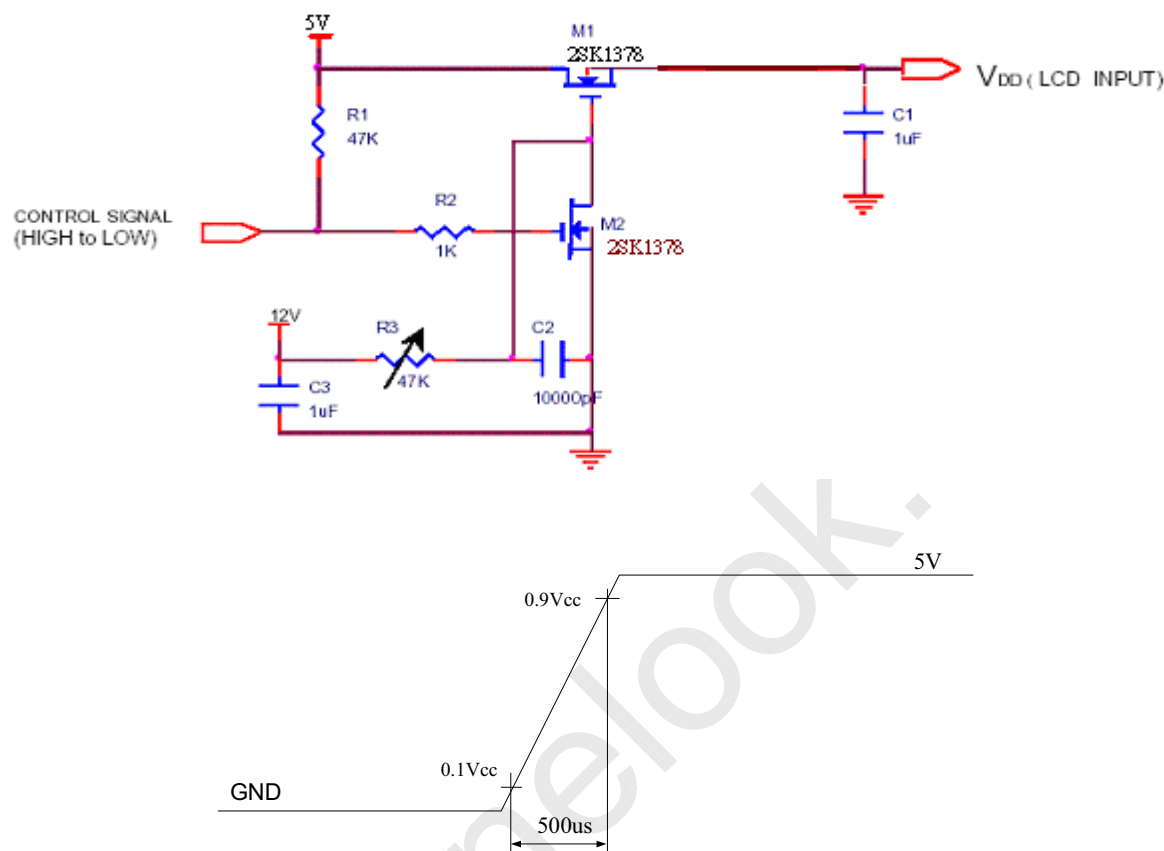 5V
M1
2SK1378
VDD ( LCD INPUT)
R1
47K
C1
1uF
R2
1K
CONTROL SIGNAL
(HIGH to LOW)
M2
2SK1378
12V
R3
47K
C2
10000pF
C3
1uF
5V
0.9Vcc
0.1Vcc
GND
500us
nelook.